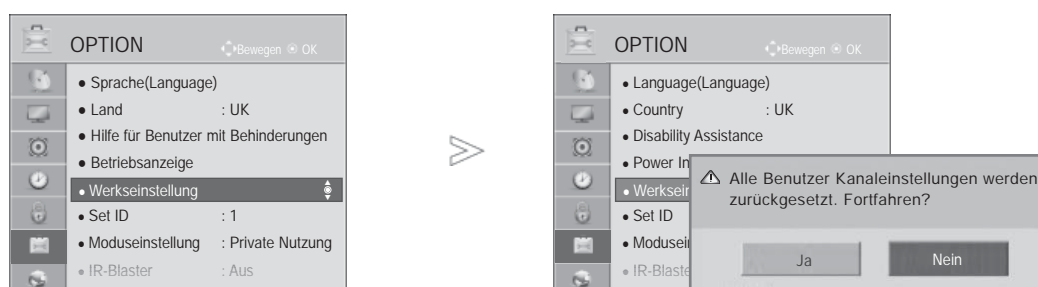 OPTION
Bewegen OK
● Sprache(Language)
● Land : UK
● Hilfe für Benutzer mit Behinderungen
● Betriebsanzeige
● Werkseinstellung
● Set ID : 1
● Moduseinstellung : Private Nutzung
● IR-Blaster : Aus
OPTION
Bewegen OK
● Language(Language)
● Country : UK
● Disability Assistance
● Power In
● Werksein
● Set ID
● Modusei
● IR-Blaste
Alle Benutzer Kanaleinstellungen werden
zurückgesetzt. Fortfahren?
Ja
Nein